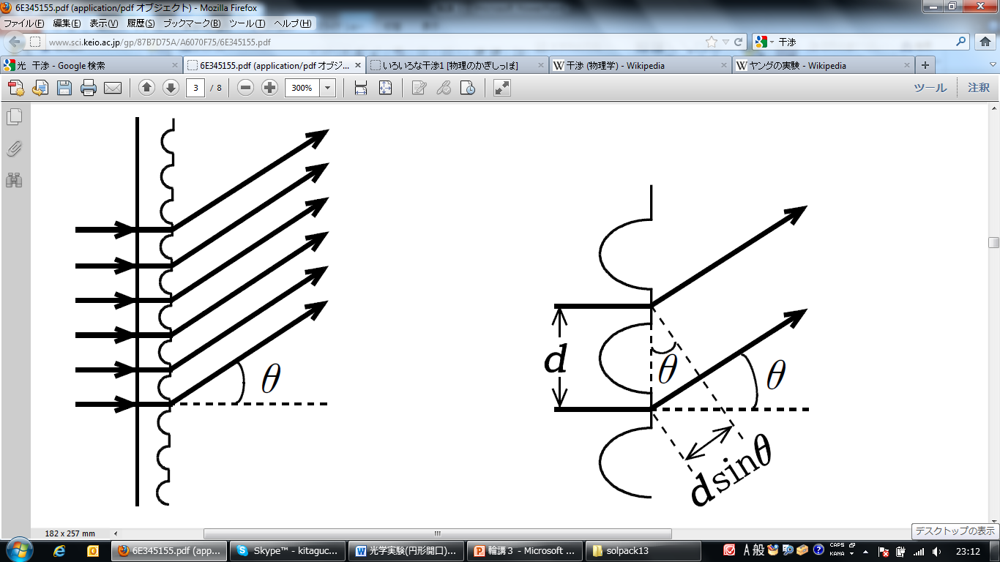 6E345155.pdf (application/pdf オブジェクト) - Mozilla Firefox
ファイル(F) 編集(E) 表示(V) 履歴(S) ブックマーク(B) ツール(T) ヘルプ(H)
www.sci.keio.ac.jp/gp/87B7D75A/A6070F75/6E345155.pdf 干渉
光 干渉 - Google 検索 6E345155.pdf (application/pdf オブジ... いろいろな干渉1 [物理のかぎしっぽ] W 干渉 (物理学) - Wikipedia W ヤングの実験 - Wikipedia
3 / 8 300% ツール 注釈
θ
d
θ
θ
dsinθ
182 x 257 mm
デスクトップの表示
6E345155.pdf (app... Skype™ - kitaguc... 光学実験(円形開口)... 輪講３ - Microsoft ... solpack13 A 般 CAPS KANA 23:12